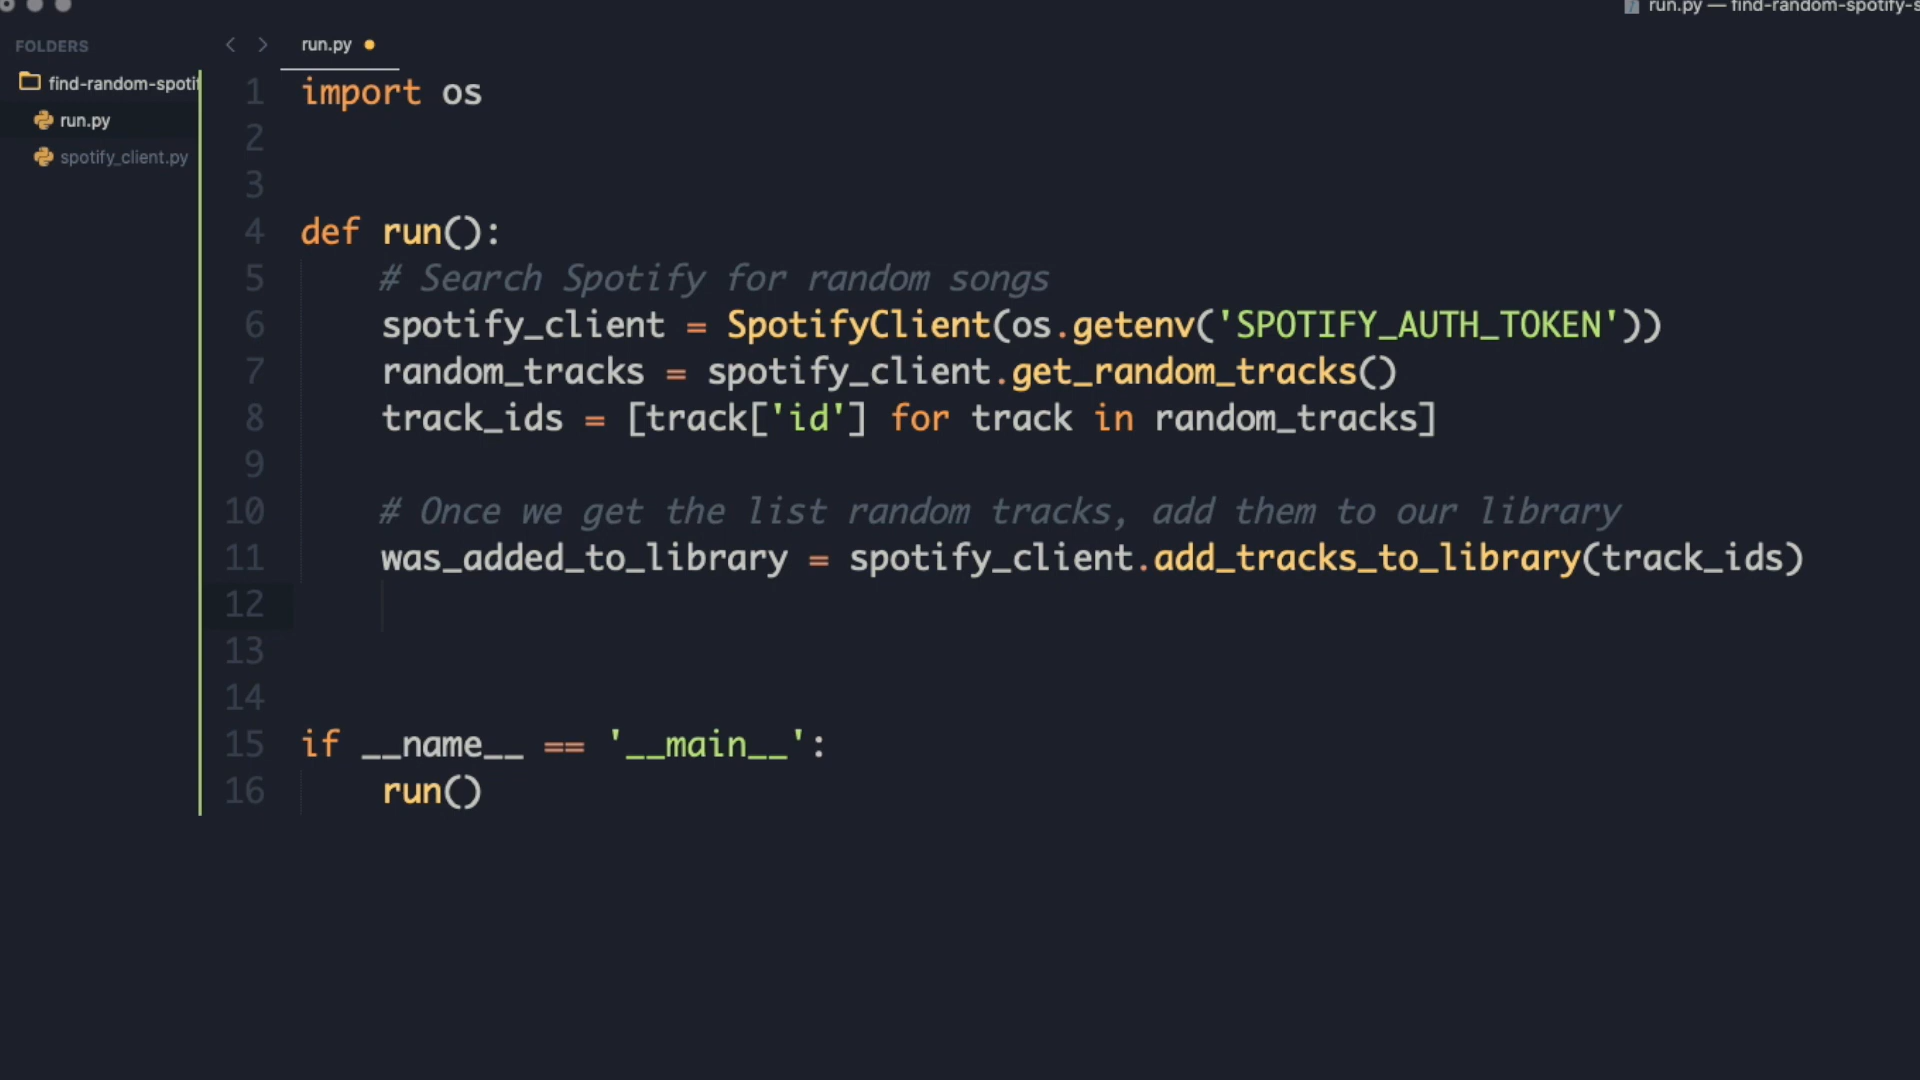 run.py — find-random-spotify-s
FOLDERS
find-random-spotif
run.py
spotify_client.py
run.py
1 import os
2
3
4 def run():
5     # Search Spotify for random songs
6     spotify_client = SpotifyClient(os.getenv('SPOTIFY_AUTH_TOKEN'))
7     random_tracks = spotify_client.get_random_tracks()
8     track_ids = [track['id'] for track in random_tracks]
9
10     # Once we get the list random tracks, add them to our library
11     was_added_to_library = spotify_client.add_tracks_to_library(track_ids)
12
13
14
15 if __name__ == '__main__':
16     run()